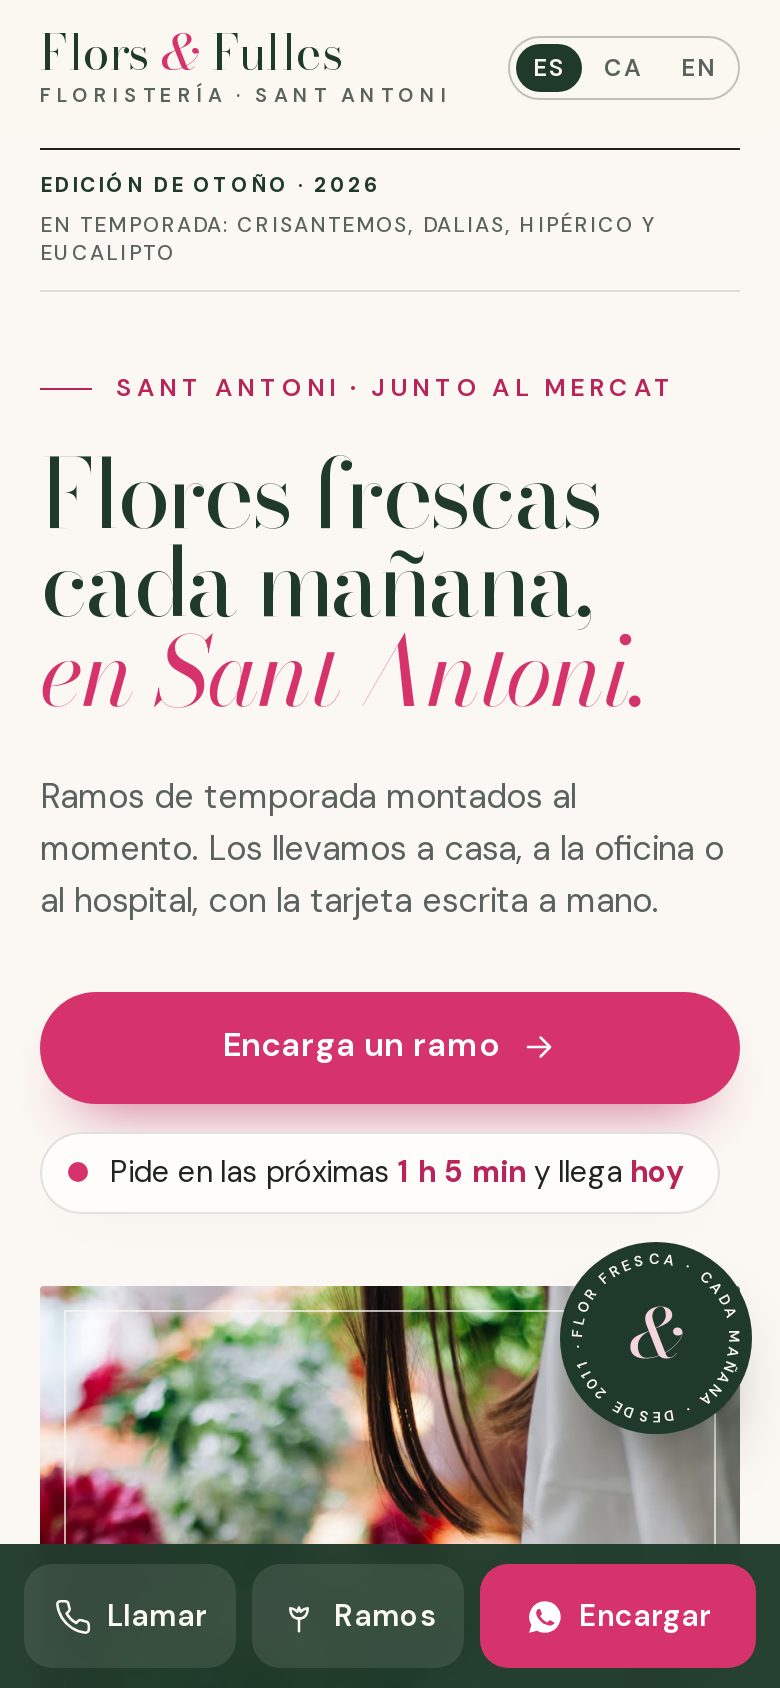 Flors & Fulles
FLORISTERÍA · SANT ANTONI
ES CA EN
EDICIÓN DE OTOÑO · 2026
EN TEMPORADA: CRISANTEMOS, DALIAS, HIPÉRICO Y
EUCALIPTO
SANT ANTONI · JUNTO AL MERCAT
Flores frescas
cada mañana,
en Sant Antoni.
Ramos de temporada montados al
momento. Los llevamos a casa, a la oficina o
al hospital, con la tarjeta escrita a mano.
Encarga un ramo →
Pide en las próximas 1 h 5 min y llega hoy
FLOR FRESCA · CADA MAÑANA · DESDE 2011 ·
&
Llamar
Ramos
Encargar